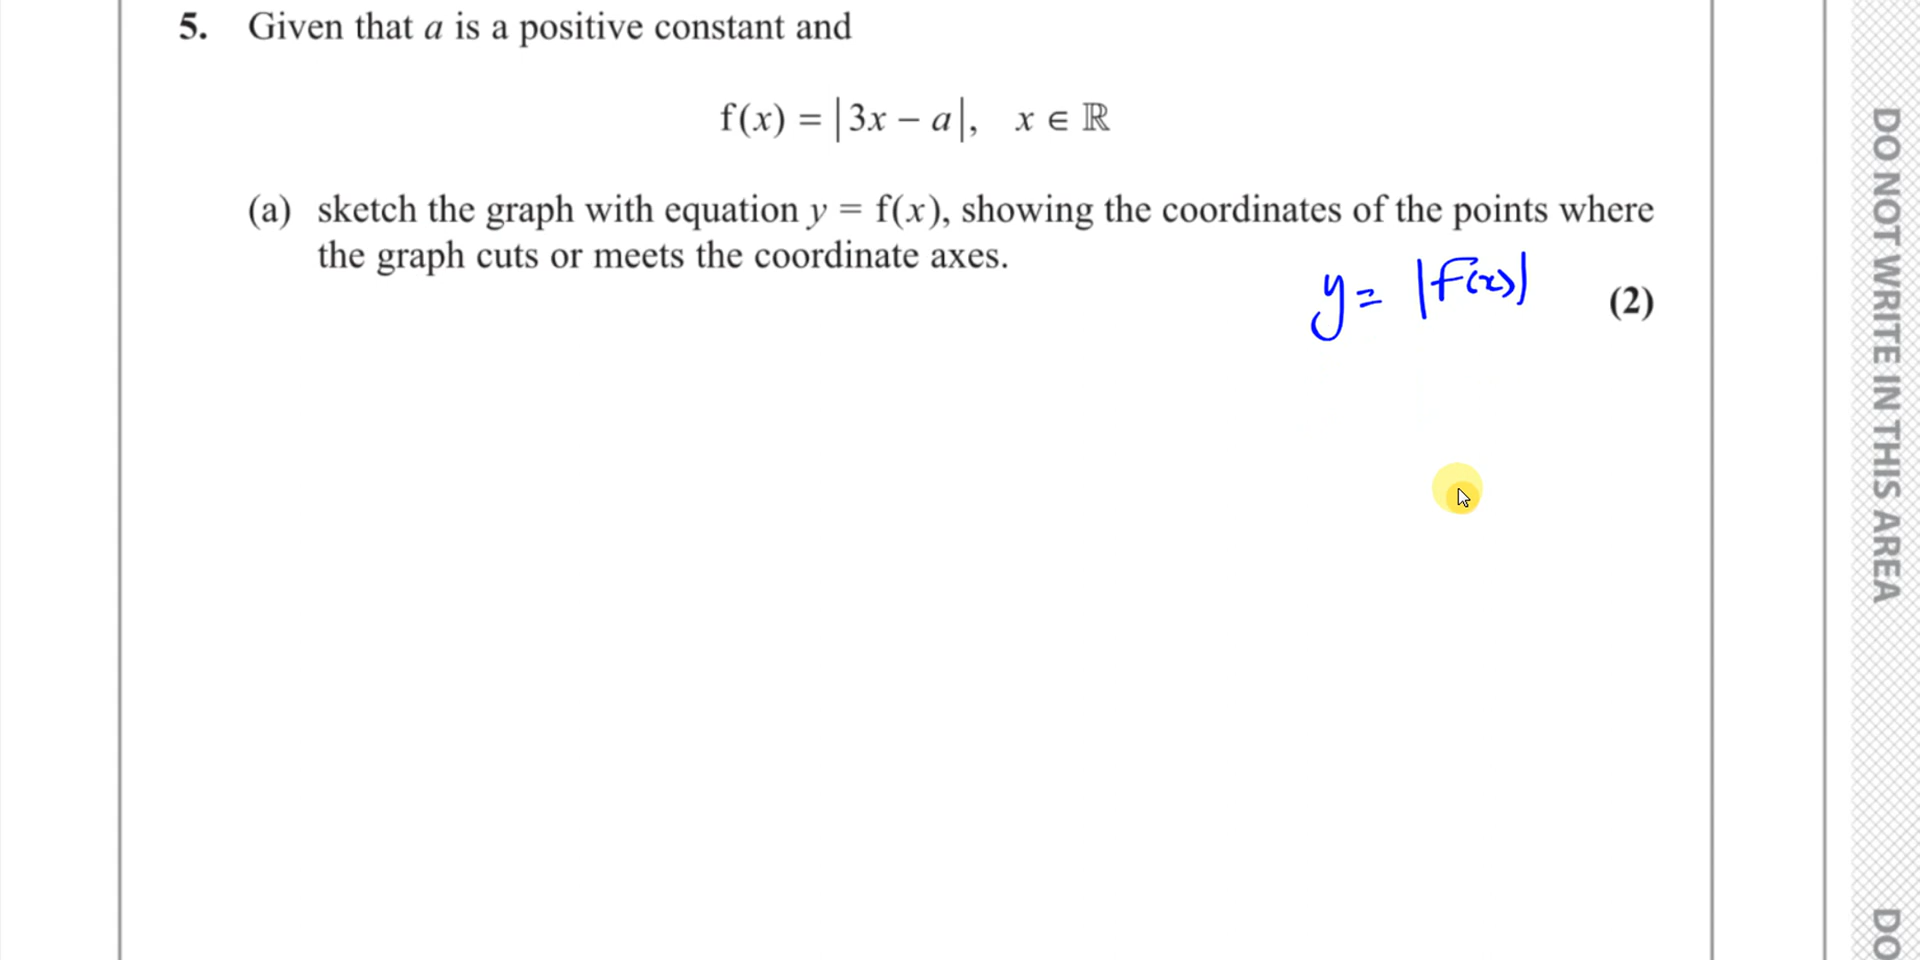 5. Given that a is a positive constant and
f(x) = |3x − a|, x ∈ ℝ
(a) sketch the graph with equation y = f(x), showing the coordinates of the points where
the graph cuts or meets the coordinate axes.
y = |f(x)|
(2)
DO NOT WRITE IN THIS AREA
DO